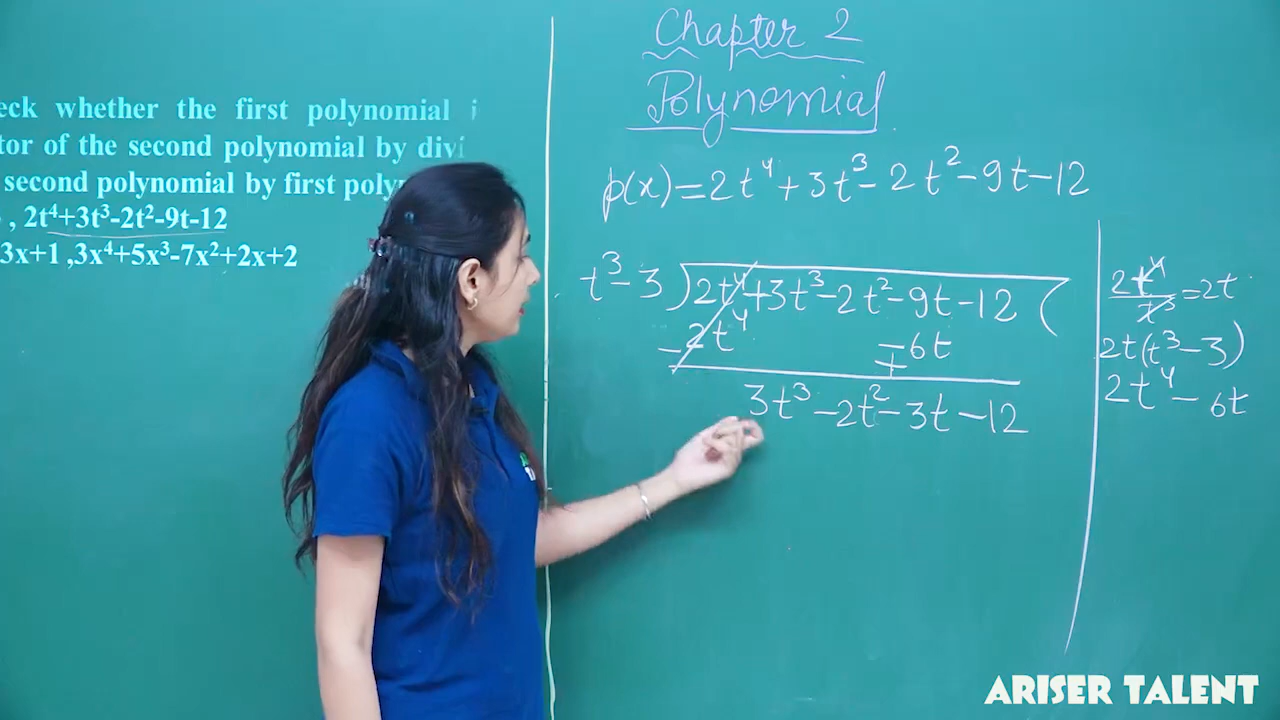 Chapter 2
Polynomial
eck whether the first polynomial i
tor of the second polynomial by divi
second polynomial by first poly
, 2t⁴+3t³-2t²-9t-12
3x+1 ,3x⁴+5x³-7x²+2x+2
p(x)=2t⁴+3t³-2t²-9t-12
t³-3)2t⁴+3t³-2t²-9t-12(
-2t⁴ -6t
+
3t³-2t²-3t-12
2t⁴/t³=2t
2t(t³-3)
2t⁴-6t
ARISER TALENT